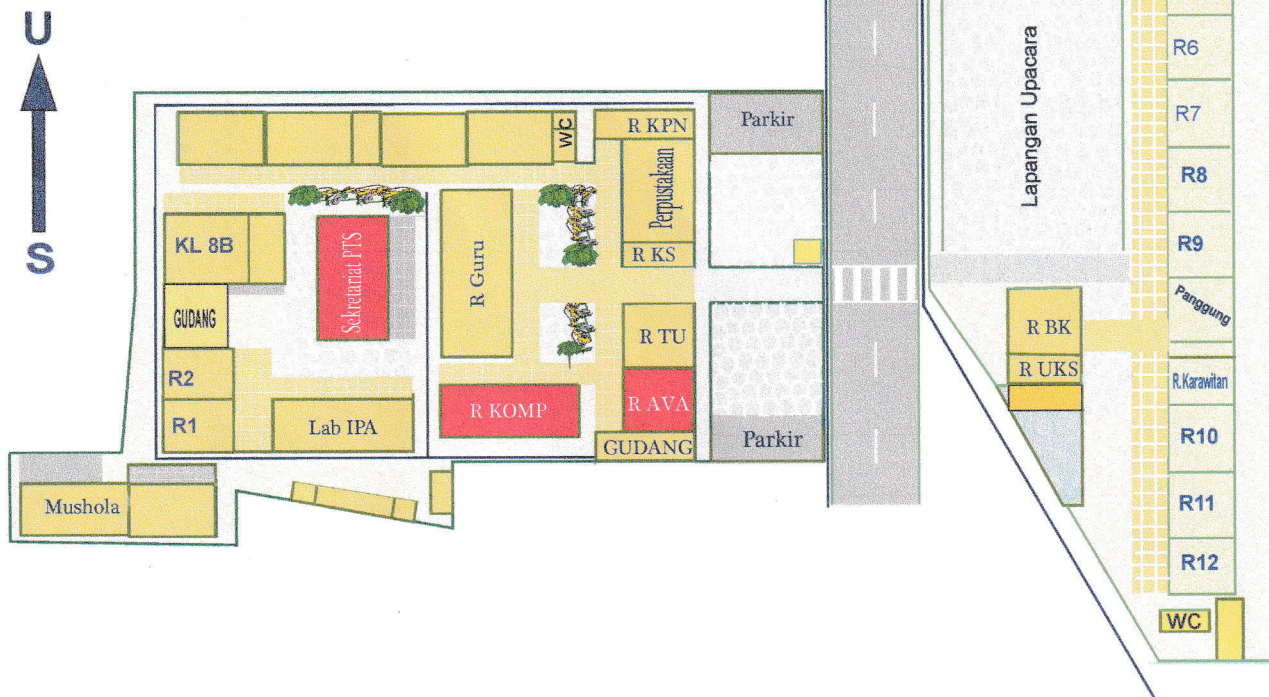 U
S
WC
R KPN
Parkir
Perpustakaan
R KS
KL 8B
GUDANG
R2
R1
Sekretariat PTS
R Guru
Lab IPA
R KOMP
R TU
R AVA
GUDANG
Parkir
Mushola
Lapangan Upacara
R6
R7
R8
R9
Panggung
R BK
R UKS
R.Karawitan
R10
R11
R12
WC